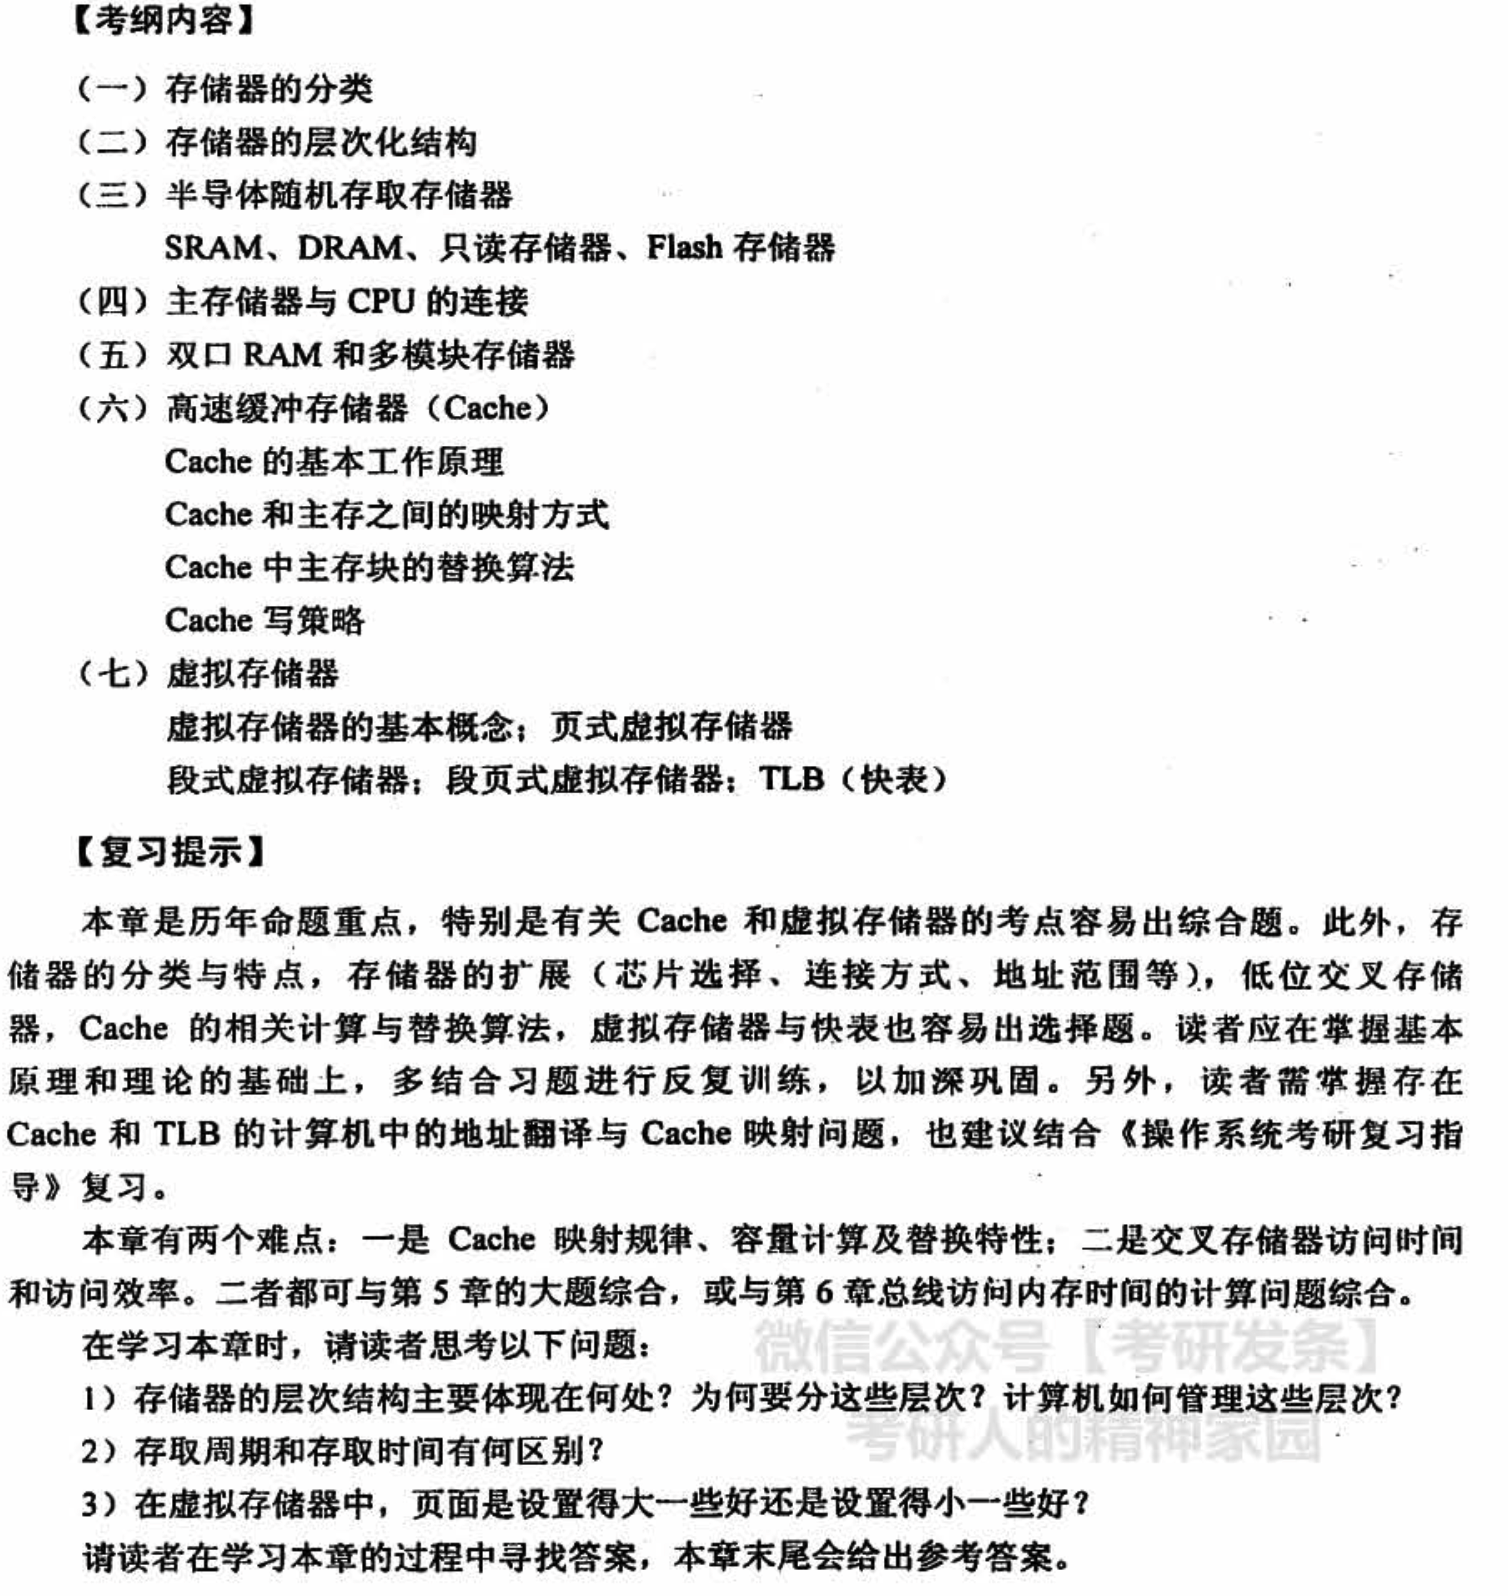 【考纲内容】
（一）存储器的分类
（二）存储器的层次化结构
（三）半导体随机存取存储器
SRAM、DRAM、只读存储器、Flash 存储器
（四）主存储器与 CPU 的连接
（五）双口 RAM 和多模块存储器
（六）高速缓冲存储器（Cache）
Cache 的基本工作原理
Cache 和主存之间的映射方式
Cache 中主存块的替换算法
Cache 写策略
（七）虚拟存储器
虚拟存储器的基本概念；页式虚拟存储器
段式虚拟存储器；段页式虚拟存储器；TLB（快表）
【复习提示】
本章是历年命题重点，特别是有关 Cache 和虚拟存储器的考点容易出综合题。此外，存
储器的分类与特点，存储器的扩展（芯片选择、连接方式、地址范围等），低位交叉存储
器，Cache 的相关计算与替换算法，虚拟存储器与快表也容易出选择题。读者应在掌握基本
原理和理论的基础上，多结合习题进行反复训练，以加深巩固。另外，读者需掌握存在
Cache 和 TLB 的计算机中的地址翻译与 Cache 映射问题，也建议结合《操作系统考研复习指
导》复习。
本章有两个难点：一是 Cache 映射规律、容量计算及替换特性；二是交叉存储器访问时间
和访问效率。二者都可与第 5 章的大题综合，或与第 6 章总线访问内存时间的计算问题综合。
在学习本章时，请读者思考以下问题：
微信公众号【考研发条】
1）存储器的层次结构主要体现在何处？为何要分这些层次？计算机如何管理这些层次？
考研人的精神家园
2）存取周期和存取时间有何区别？
3）在虚拟存储器中，页面是设置得大一些好还是设置得小一些好？
请读者在学习本章的过程中寻找答案，本章末尾会给出参考答案。